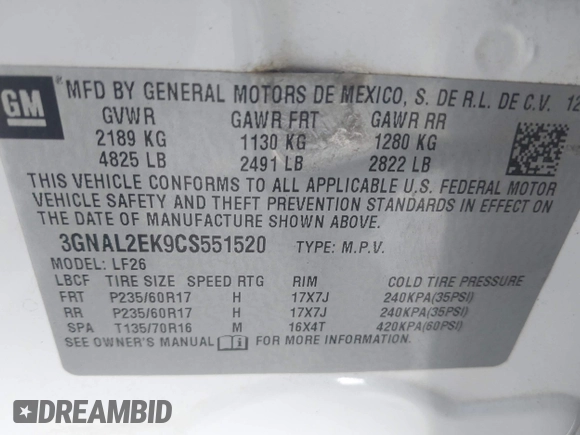 GM
® MFD BY GENERAL MOTORS DE MEXICO, S. DE R.L. DE C.V. 12
GVWR GAWR FRT GAWR RR
2189 KG 1130 KG 1280 KG
4825 LB 2491 LB 2822 LB
THIS VEHICLE CONFORMS TO ALL APPLICABLE U.S. FEDERAL MOTOR
VEHICLE SAFETY AND THEFT PREVENTION STANDARDS IN EFFECT ON
THE DATE OF MANUFACTURE SHOWN ABOVE.
3GNAL2EK9CS551520 TYPE: M.P.V.
MODEL: LF26
LBCF TIRE SIZE SPEED RTG RIM COLD TIRE PRESSURE
FRT P235/60R17 H 17X7J 240KPA(35PSI)
RR P235/60R17 H 17X7J 240KPA(35PSI)
SPA T135/70R16 M 16X4T 420KPA(60PSI)
SEE OWNER'S MANUAL FOR MORE INFORMATION.
DREAMBID
DREAMBID